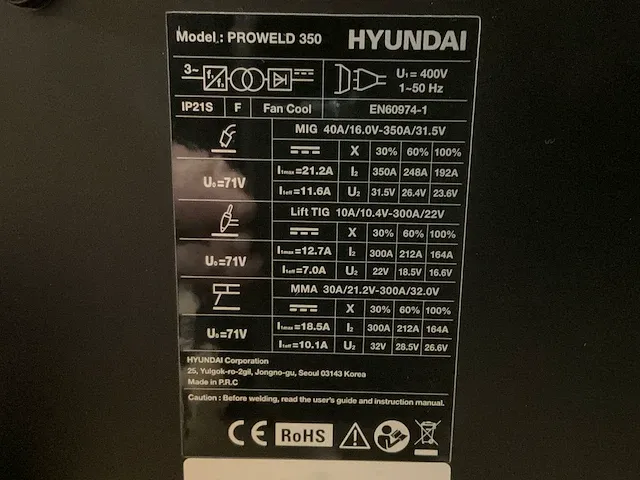 Model.: PROWELD 350 HYUNDAI
3~ f₁ f₂ U₁ = 400V
1~50 Hz
IP21S F Fan Cool EN60974-1
MIG 40A/16.0V-350A/31.5V
X 30% 60% 100%
I1max=21.2A I₂ 350A 248A 192A
U₀=71V
I1eff=11.6A U₂ 31.5V 26.4V 23.6V
Lift TIG 10A/10.4V-300A/22V
X 30% 60% 100%
I1max=12.7A I₂ 300A 212A 164A
U₀=71V
I1eff=7.0A U₂ 22V 18.5V 16.6V
MMA 30A/21.2V-300A/32.0V
X 30% 60% 100%
I1max=18.5A I₂ 300A 212A 164A
U₀=71V
I1eff=10.1A U₂ 32V 28.5V 26.6V
HYUNDAI Corporation
25, Yulgok-ro-2gil, Jongno-gu, Seoul 03143 Korea
Made in P.R.C
Caution : Before welding, read the user's guide and instruction manual.
CE RoHS